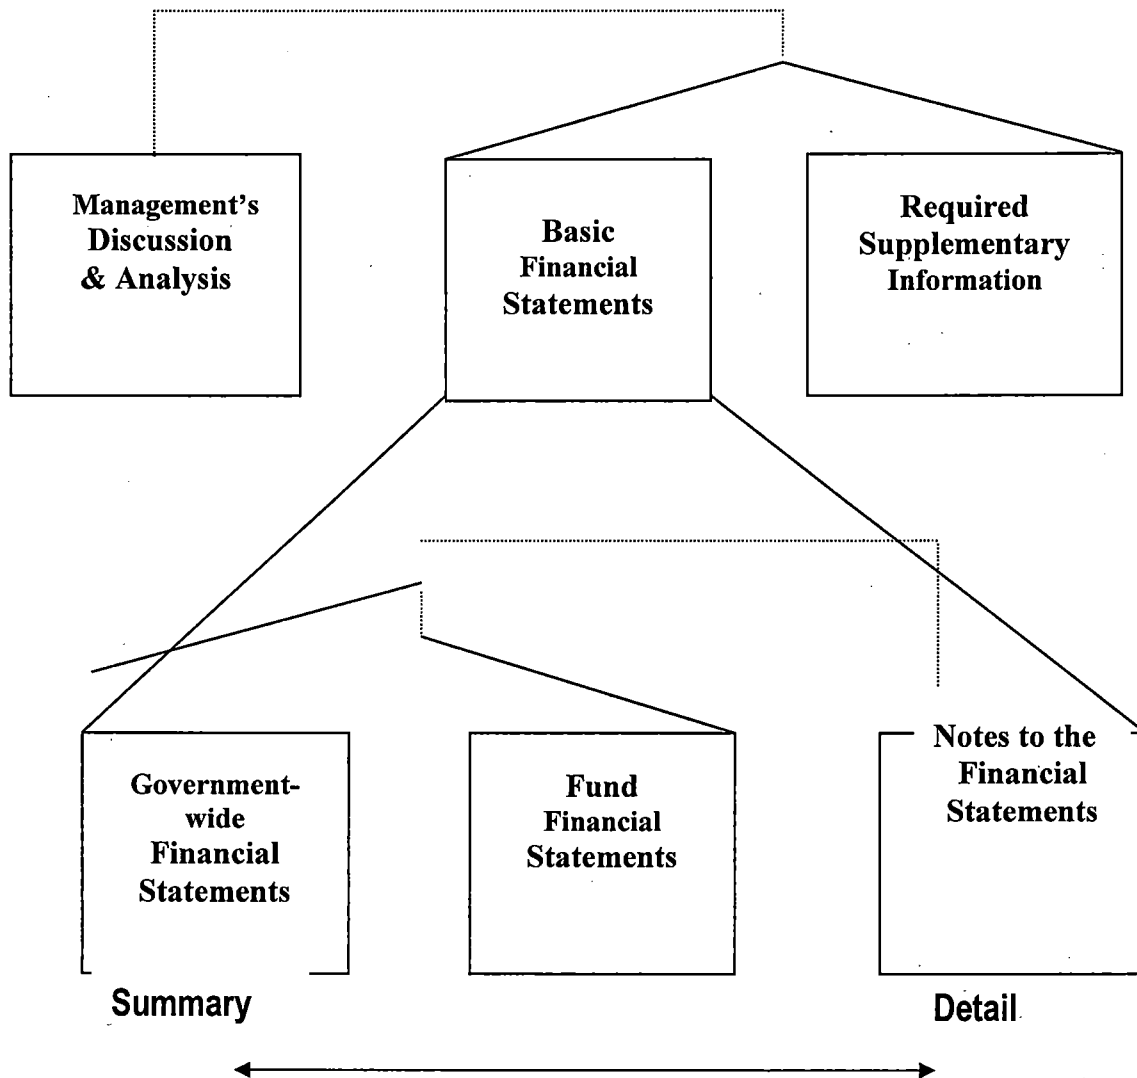 Management's
Discussion
& Analysis
Basic
Financial
Statements
Required
Supplementary
Information
Government-
wide
Financial
Statements
Fund
Financial
Statements
Notes to the
Financial
Statements
Summary
Detail